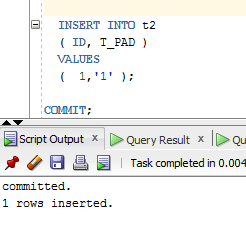 INSERT INTO t2
( ID, T_PAD )
VALUES
( 1,'1' );
COMMIT;
Script Output x Query Result x Qu
Task completed in 0.004
committed.
1 rows inserted.